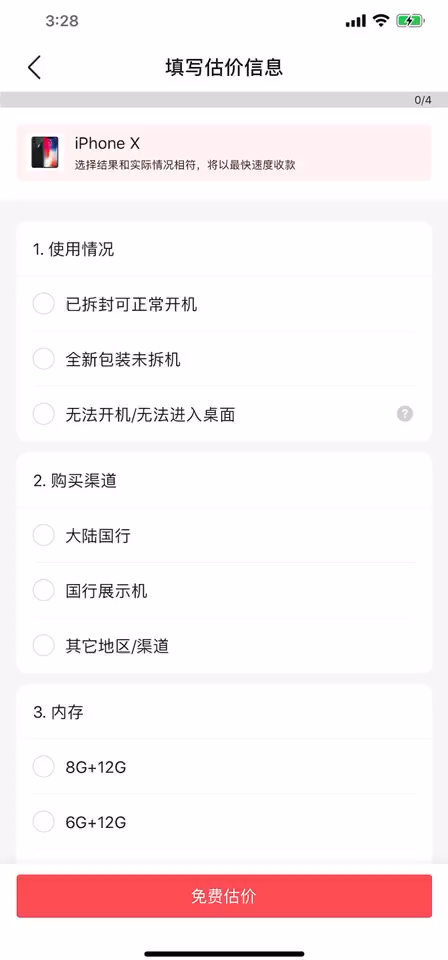 3:28
填写估价信息
0/4
iPhone X
选择结果和实际情况相符，将以最快速度收款
1. 使用情况
已拆封可正常开机
全新包装未拆机
无法开机/无法进入桌面
?
2. 购买渠道
大陆国行
国行展示机
其它地区/渠道
3. 内存
8G+12G
6G+12G
免费估价